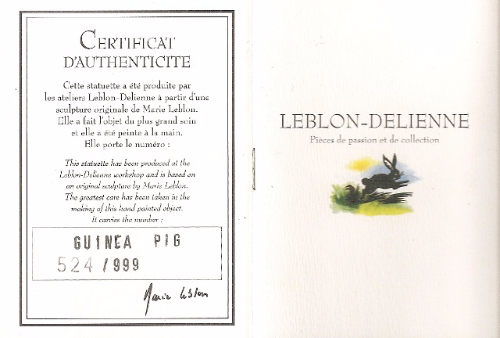 CERTIFICAT
D'AUTHENTICITE
Cette statuette a été produite par
les ateliers Leblon-Delienne à partir d'une
sculpture originale de Marie Leblon.
Elle a fait l'objet du plus grand soin
et elle a été peinte à la main.
Elle porte le numéro :
This statuette has been produced at the
Leblon-Delienne workshop and is based on
an original sculpture by Marie Leblon.
The greatest care has been taken in the
making of this hand painted object.
It carries the number :
GUINEA PIG
524 / 999
Marie Leblon
LEBLON-DELIENNE
Pièces de passion et de collection